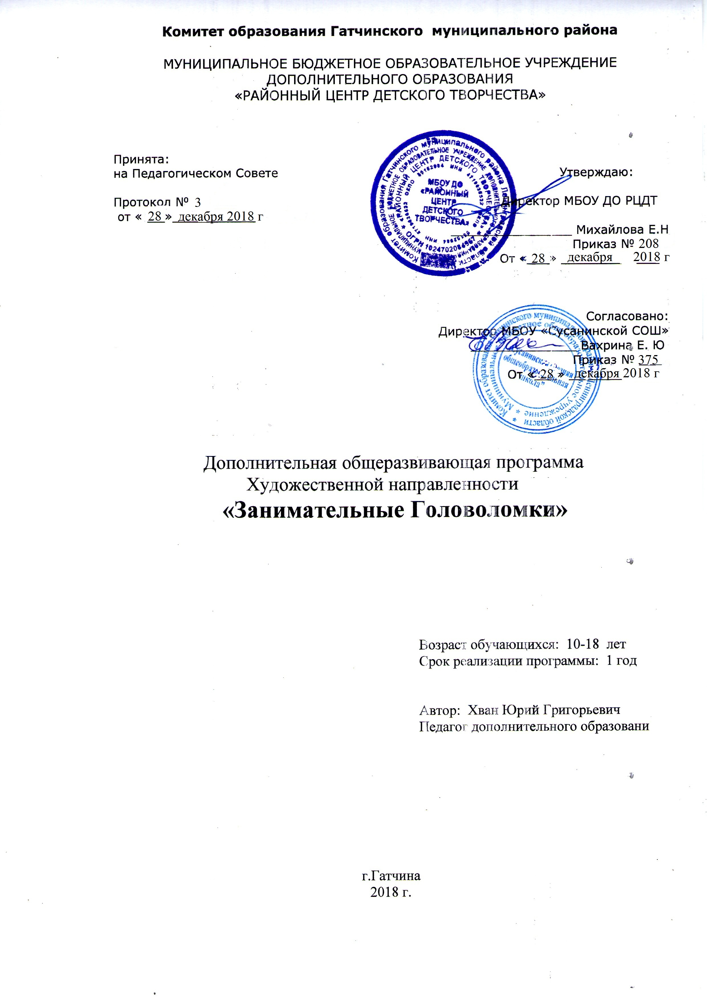 Комитет образования Гатчинского муниципального района
МУНИЦИПАЛЬНОЕ БЮДЖЕТНОЕ ОБРАЗОВАТЕЛЬНОЕ УЧРЕЖДЕНИЕ
ДОПОЛНИТЕЛЬНОГО ОБРАЗОВАНИЯ
«РАЙОННЫЙ ЦЕНТР ДЕТСКОГО ТВОРЧЕСТВА»
Принята:
на Педагогическом Совете
Протокол № 3
от « 28 » декабря 2018 г
МБОУ ДО
«РАЙОННЫЙ
ЦЕНТР
ДЕТСКОГО
ТВОРЧЕСТВА»
Утверждаю:
Директор МБОУ ДО РЦДТ
Михайлова Е.Н
Приказ № 208
От « 28 » декабря 2018 г
Согласовано:
Директор МБОУ «Сусанинской СОШ»
Вахрина Е. Ю
Приказ № 375
От « 28 » декабря 2018 г
Дополнительная общеразвивающая программа
Художественной направленности
«Занимательные Головоломки»
Возраст обучающихся: 10-18 лет
Срок реализации программы: 1 год
Автор: Хван Юрий Григорьевич
Педагог дополнительного образовани
г.Гатчина
2018 г.